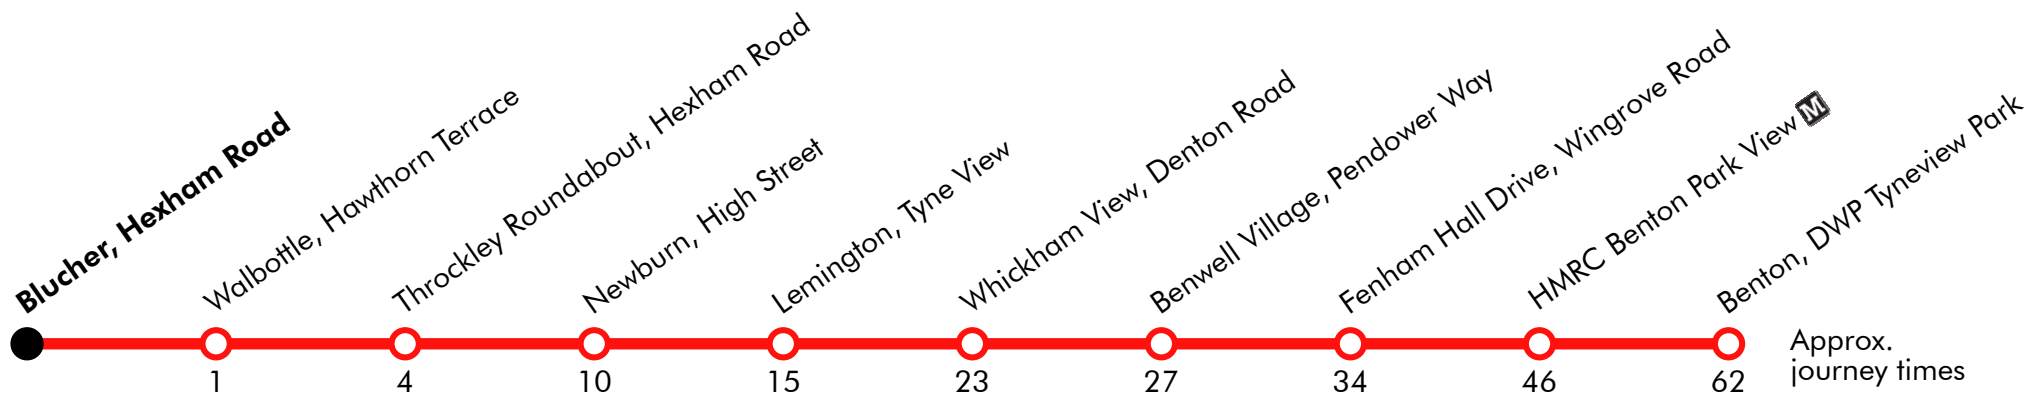 Blucher, Hexham Road
Walbottle, Hawthorn Terrace
Throckley Roundabout, Hexham Road
Newburn, High Street
Lemington, Tyne View
Whickham View, Denton Road
Benwell Village, Pendower Way
Fenham Hall Drive, Wingrove Road
HMRC Benton Park View M
Benton, DWP Tyneview Park
1 4 10 15 23 27 34 46 62
Approx.
journey times